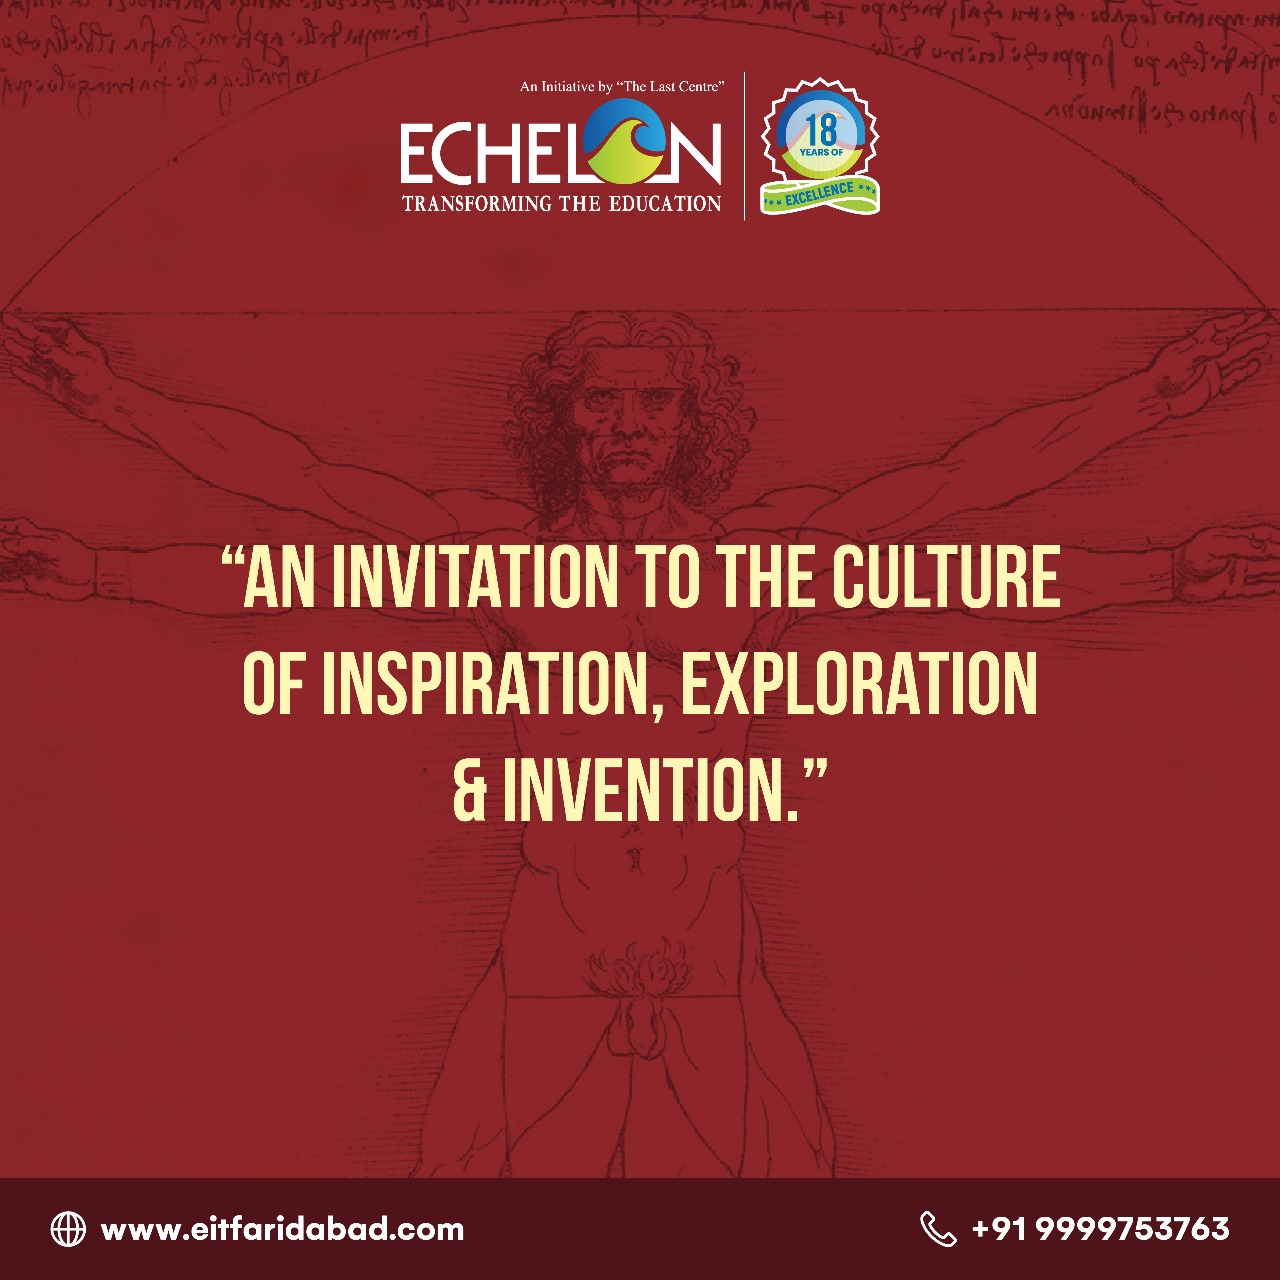 An Initiative by “The Last Centre”
ECHELON
TRANSFORMING THE EDUCATION
18
YEARS OF
EXCELLENCE
“AN INVITATION TO THE CULTURE
OF INSPIRATION, EXPLORATION
& INVENTION.”
www.eitfaridabad.com
+91 9999753763